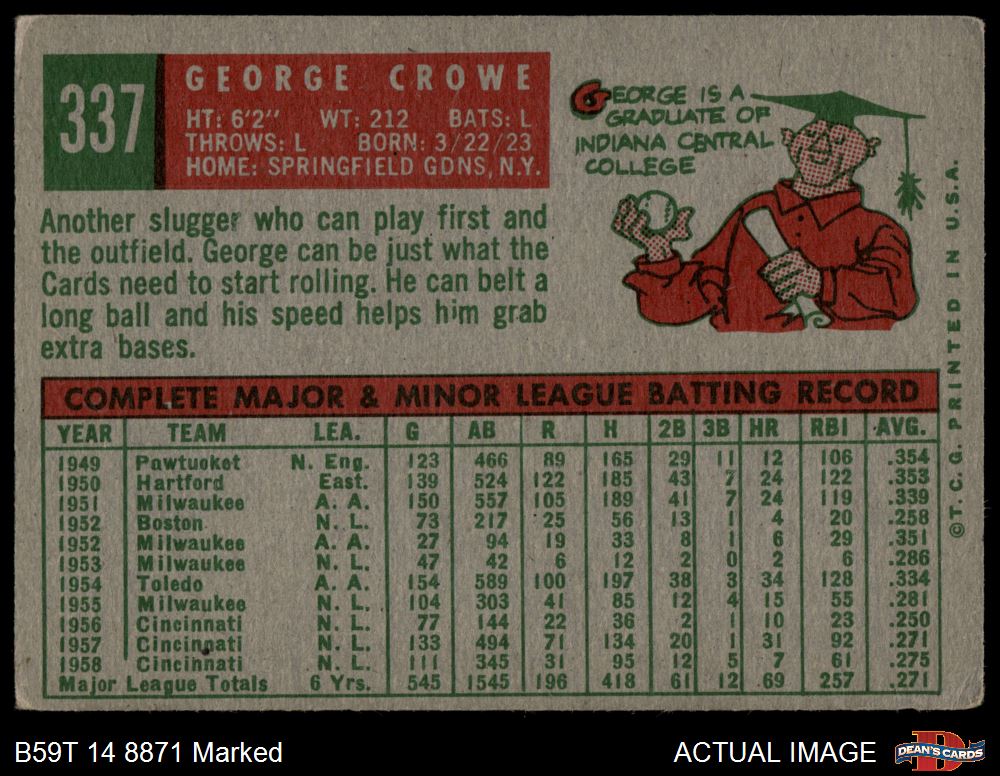 337
GEORGE CROWE
HT: 6'2" WT: 212 BATS: L
THROWS: L BORN: 3/22/23
HOME: SPRINGFIELD GDNS, N.Y.
GEORGE IS A
GRADUATE OF
INDIANA CENTRAL
COLLEGE
Another slugger who can play first and
the outfield. George can be just what the
Cards need to start rolling. He can belt a
long ball and his speed helps him grab
extra bases.
COMPLETE MAJOR & MINOR LEAGUE BATTING RECORD
YEAR TEAM LEA. G AB R H 2B 3B HR RBI AVG.
1949 Pawtucket N. Eng. 123 466 89 165 29 11 12 106 .354
1950 Hartford East. 139 524 122 185 43 7 24 122 .353
1951 Milwaukee A. A. 150 557 105 189 41 7 24 119 .339
1952 Boston N. L. 73 217 25 56 13 1 4 20 .258
1952 Milwaukee A. A. 27 94 19 33 8 1 6 29 .351
1953 Milwaukee N. L. 47 42 6 12 2 0 2 6 .286
1954 Toledo A. A. 154 589 100 197 38 3 34 128 .334
1955 Milwaukee N. L. 104 303 41 85 12 4 15 55 .281
1956 Cincinnati N. L. 77 144 22 36 2 1 10 23 .250
1957 Cincinnati N. L. 133 494 71 134 20 1 31 92 .271
1958 Cincinnati N. L. 111 345 31 95 12 5 7 61 .275
Major League Totals 6 Yrs. 545 1545 196 418 61 12 69 257 .271
©T. C. G. PRINTED IN U.S.A.
B59T 14 8871 Marked
ACTUAL IMAGE
DEAN'S CARDS